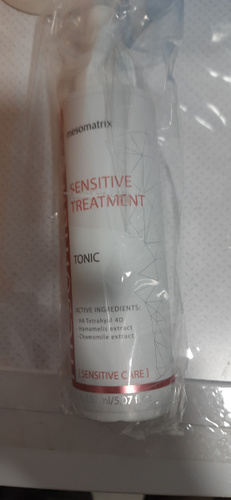 mesomatrix
SENSITIVE
TREATMENT
TONIC
ACTIVE INGREDIENTS:
- Hamamelis extract
- Chamomile extract
[ SENSITIVE CARE ]